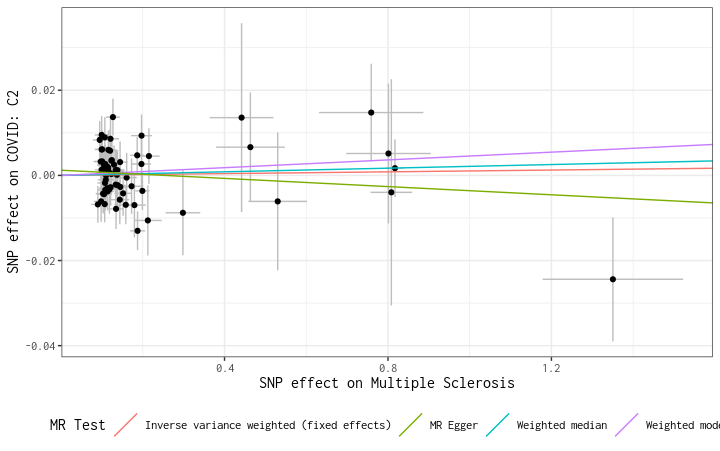 SNP effect on COVID: C2
0.02
0.00
−0.02
−0.04
0.4
0.8
1.2
SNP effect on Multiple Sclerosis
MR Test
Inverse variance weighted (fixed effects)
MR Egger
Weighted median
Weighted mode